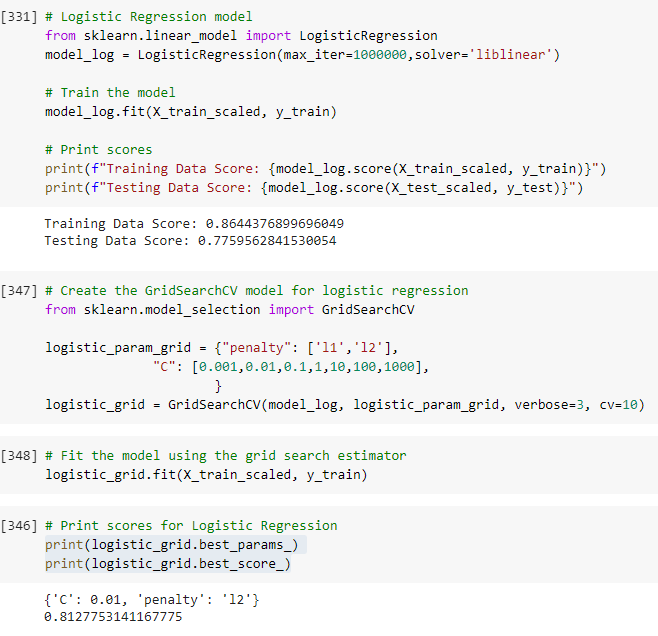 [331] # Logistic Regression model
from sklearn.linear_model import LogisticRegression
model_log = LogisticRegression(max_iter=1000000,solver='liblinear')
# Train the model
model_log.fit(X_train_scaled, y_train)
# Print scores
print(f"Training Data Score: {model_log.score(X_train_scaled, y_train)}")
print(f"Testing Data Score: {model_log.score(X_test_scaled, y_test)}")
Training Data Score: 0.8644376899696049
Testing Data Score: 0.7759562841530054
[347] # Create the GridSearchCV model for logistic regression
from sklearn.model_selection import GridSearchCV
logistic_param_grid = {"penalty": ['l1','l2'],
"C": [0.001,0.01,0.1,1,10,100,1000],
}
logistic_grid = GridSearchCV(model_log, logistic_param_grid, verbose=3, cv=10)
[348] # Fit the model using the grid search estimator
logistic_grid.fit(X_train_scaled, y_train)
[346] # Print scores for Logistic Regression
print(logistic_grid.best_params_)
print(logistic_grid.best_score_)
{'C': 0.01, 'penalty': 'l2'}
0.8127753141167775